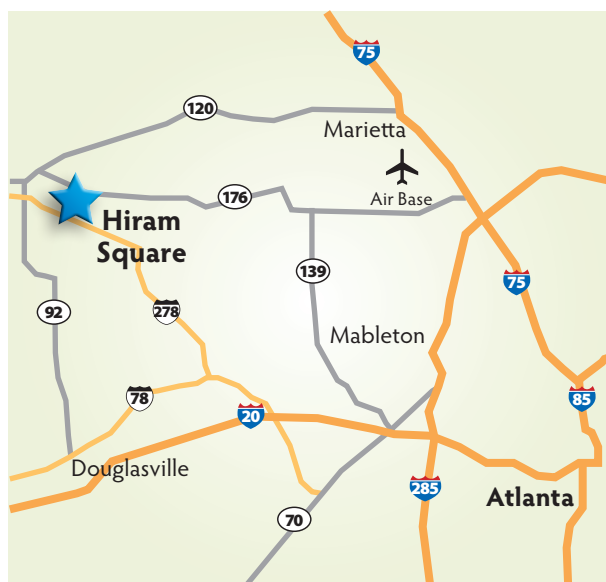 75
120
Marietta
Air Base
176
Hiram
Square
139
75
92
278
Mableton
78
20
85
Douglasville
285
Atlanta
70